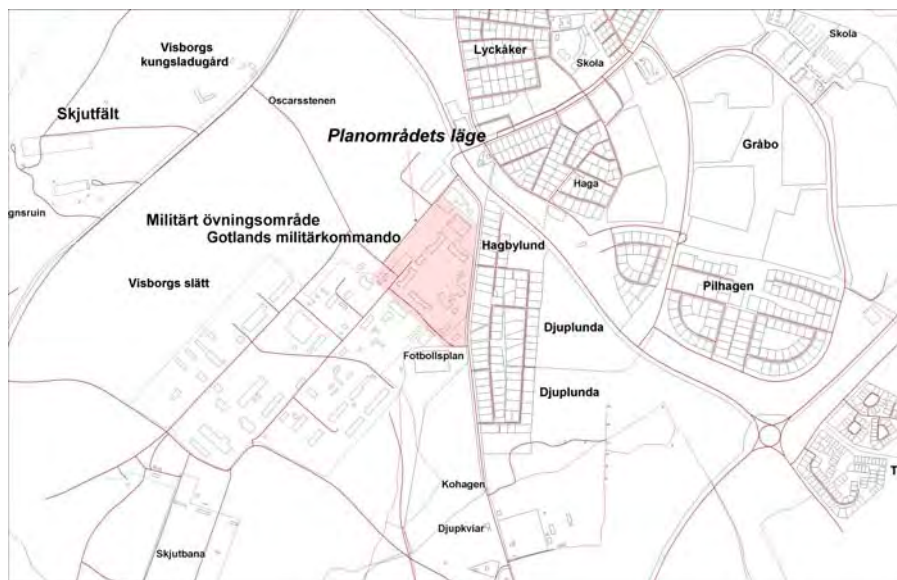 Visborgs
kungsladugård
Lyckåker
Skola
Skola
Skjutfält
Oscarsstenen
Planområdets läge
Gråbo
Haga
gnsruin
Militärt övningsområde
Gotlands militärkommando
Hagbylund
Visborgs slätt
Pilhagen
Djuplunda
Fotbollsplan
Djuplunda
T
Kohagen
Djupkviar
Skjutbana